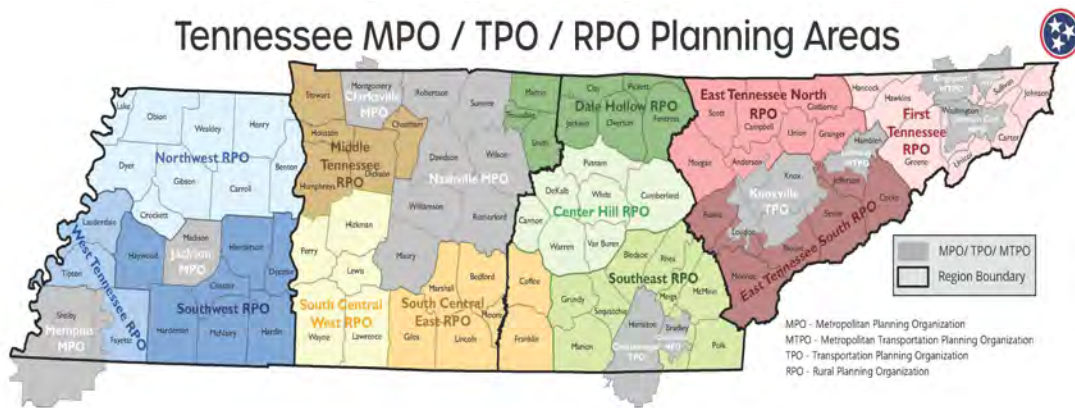 Tennessee MPO / TPO / RPO Planning Areas
Lake
Obion
Weakley
Henry
Dyer
Northwest RPO
Benton
Gibson
Carroll
Crockett
Lauderdale
Haywood
Madison
Jackson
MPO
Henderson
Decatur
Chester
Tipton
West Tennessee RPO
Southwest RPO
Shelby
Memphis
MPO
Fayette
Hardeman
McNairy
Hardin
Stewart
Montgomery
Clarksville
MPO
Robertson
Sumner
Houston
Cheatham
Middle
Tennessee
RPO
Dickson
Humphreys
Davidson
Wilson
Nashville MPO
Williamson
Rutherford
Hickman
Perry
Lewis
Maury
South Central
West RPO
Wayne
Lawrence
Marshall
Bedford
Moore
South Central
East RPO
Giles
Lincoln
Coffee
Franklin
Macon
Trousdale
Smith
Clay
Pickett
Dale Hollow RPO
Jackson
Overton
Fentress
Putnam
DeKalb
White
Cumberland
Center Hill RPO
Cannon
Warren
Van Buren
Bledsoe
Rhea
Southeast RPO
Meigs
McMinn
Grundy
Sequatchie
Hamilton
Bradley
Marion
Polk
TPO
East Tennessee North
RPO
Scott
Campbell
Claiborne
Union
Grainger
Morgan
Anderson
Hamblen
MTPO
Knox
Jefferson
Knoxville
TPO
Roane
Loudon
Sevier
Cocke
Blount
Monroe
East Tennessee South RPO
Hancock
Hawkins
MTPO
Sullivan
Johnson
Washington
First
Tennessee
RPO
Carter
Greene
Unicoi
MPO/ TPO/ MTPO
Region Boundary
MPO - Metropolitan Planning Organization
MTPO - Metropolitan Transportation Planning Organization
TPO - Transportation Planning Organization
RPO - Rural Planning Organization